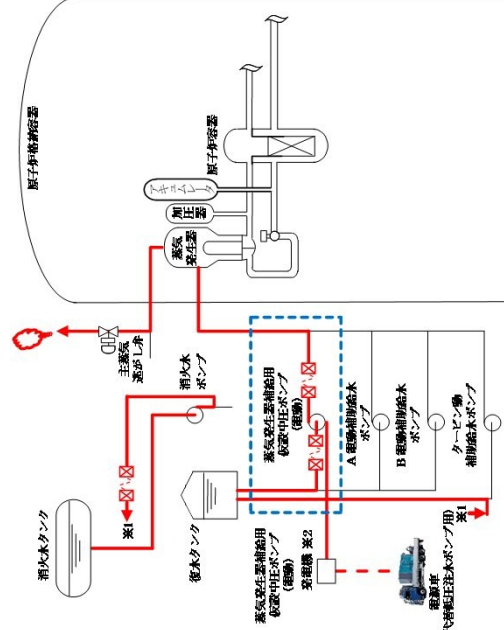 原子炉格納容器
原子炉容器
アキュムレータ
加圧器
蒸気
発生器
主蒸気
逃がし弁
消火水
ポンプ
※1
消火水タンク
復水タンク
蒸気発生器補給用
仮設中圧ポンプ
(電動)
A電動補助給水
ポンプ
B電動補助給水
ポンプ
タービン動
補助給水ポンプ
※1
蒸気発生器補給用
仮設中圧ポンプ
(電動)
発電機 ※2
電源車
代替低圧注水ポンプ用)